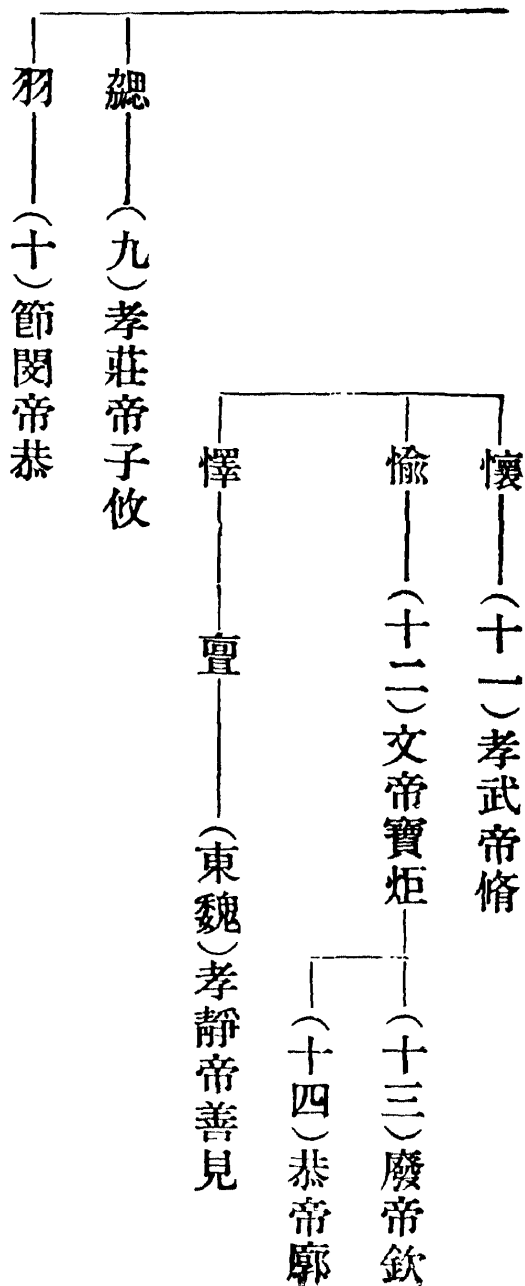 懷
(十一)孝武帝脩
愉
(十二)文帝寶炬
(十三)廢帝欽
(十四)恭帝廓
懌
亶
(東魏)孝靜帝善見
勰
(九)孝莊帝子攸
羽
(十)節閔帝恭